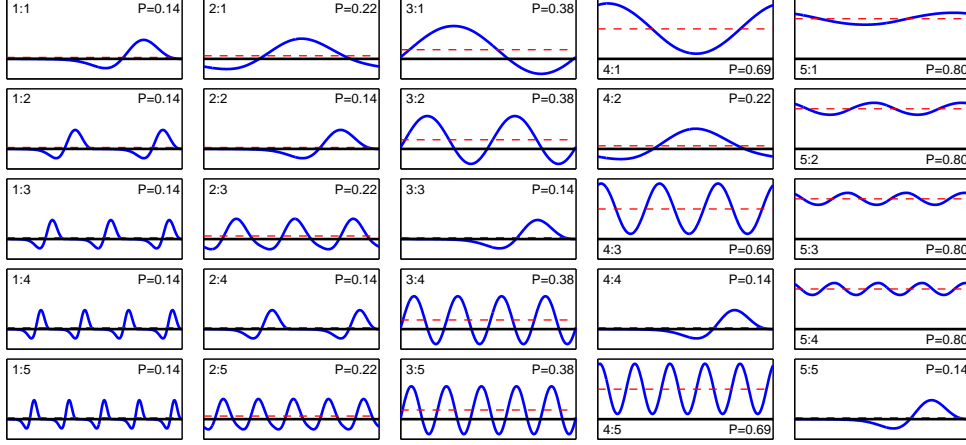 1:1 P=0.14 2:1 P=0.22 3:1 P=0.38
4:1 P=0.69 5:1 P=0.80
1:2 P=0.14 2:2 P=0.14 3:2 P=0.38 4:2 P=0.22
5:2 P=0.80
1:3 P=0.14 2:3 P=0.22 3:3 P=0.14
4:3 P=0.69 5:3 P=0.80
1:4 P=0.14 2:4 P=0.14 3:4 P=0.38 4:4 P=0.14
5:4 P=0.80
1:5 P=0.14 2:5 P=0.22 3:5 P=0.38 5:5 P=0.14
4:5 P=0.69